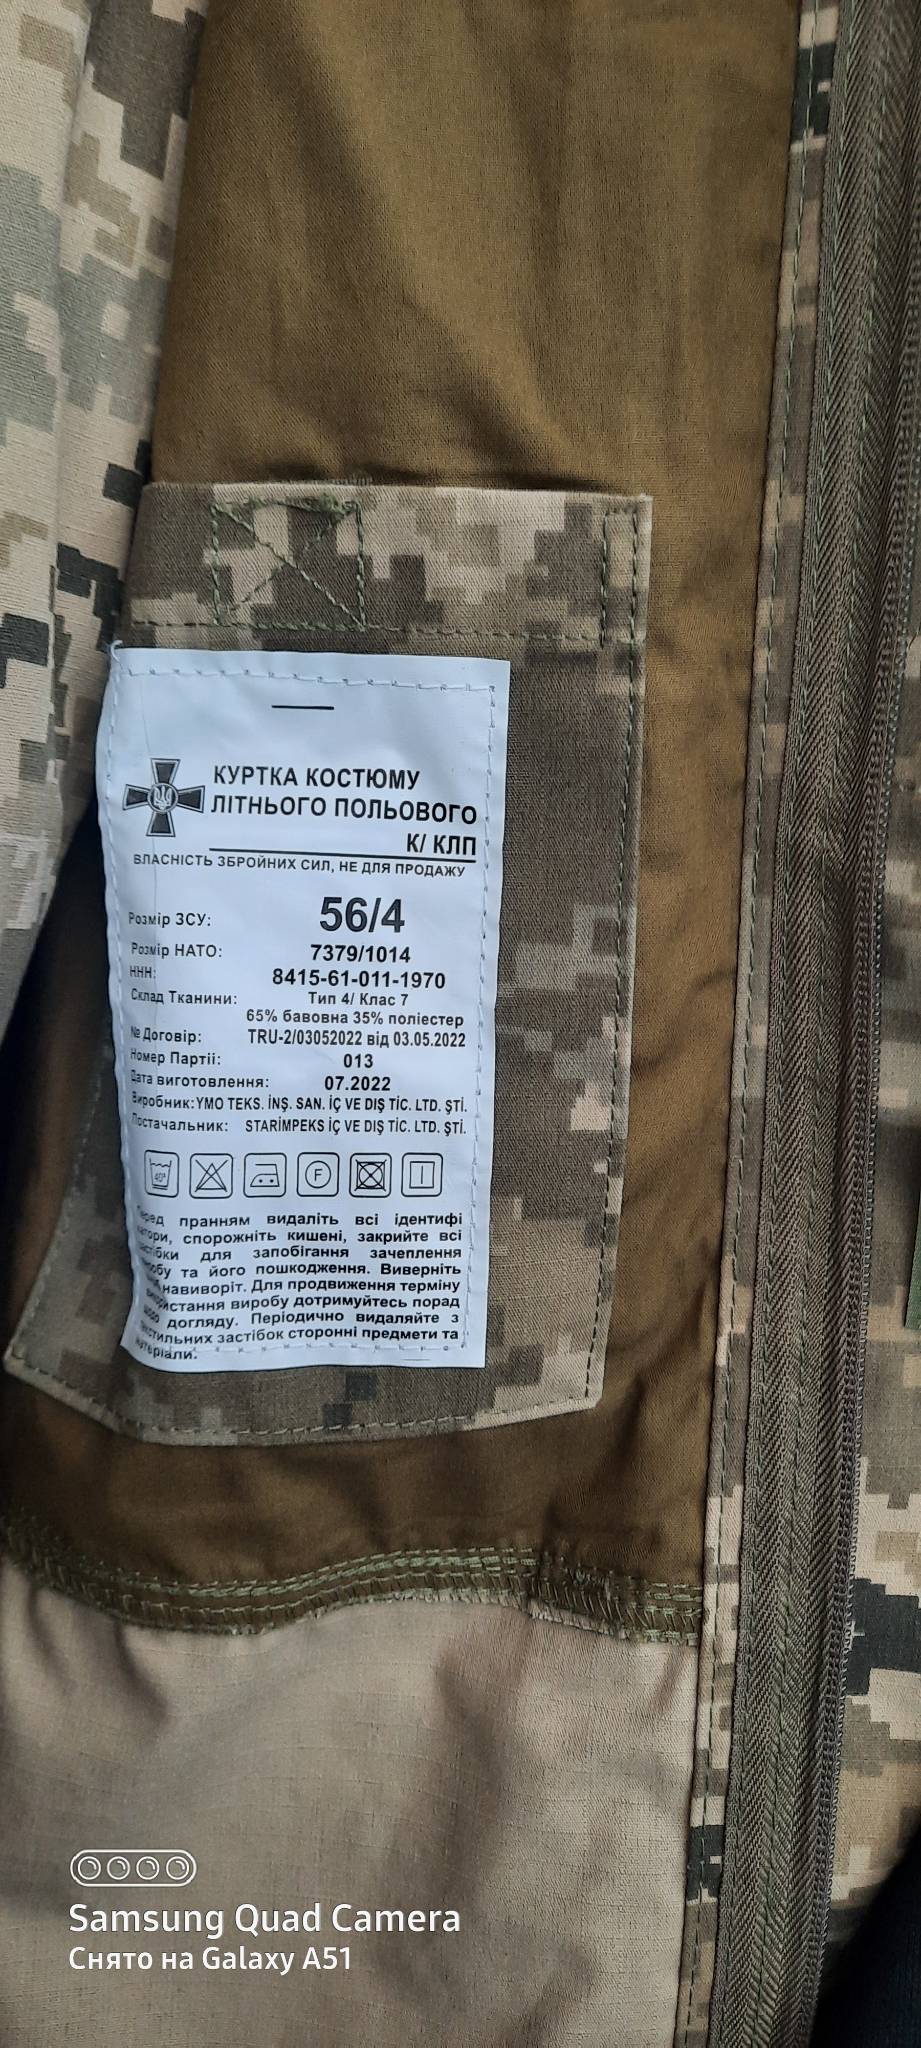 КУРТКА КОСТЮМУ
ЛІТНЬОГО ПОЛЬОВОГО
К/ КЛП
ВЛАСНІСТЬ ЗБРОЙНИХ СИЛ, НЕ ДЛЯ ПРОДАЖУ
Розмір ЗСУ: 56/4
Розмір НАТО: 7379/1014
ННН: 8415-61-011-1970
Склад Тканини: Тип 4/ Клас 7
65% бавовна 35% поліестер
№ Договір: TRU-2/03052022 від 03.05.2022
Номер Партії: 013
Дата виготовлення: 07.2022
Виробник: YMO TEKS. İNŞ. SAN. İÇ VE DIŞ TİC. LTD. ŞTİ.
Постачальник: STARİMPEKS İÇ VE DIŞ TİC. LTD. ŞTİ.
40° F
пранням видаліть всі ідентифі
спорожніть кишені, закрийте всі
для запобігання зачеплення
та його пошкодження. Виверніть
навиворіт. Для продвиження терміну
виробу дотримуйтесь порад
догляду. Періодично видаляйте з
застібок сторонні предмети та
Samsung Quad Camera
Снято на Galaxy A51